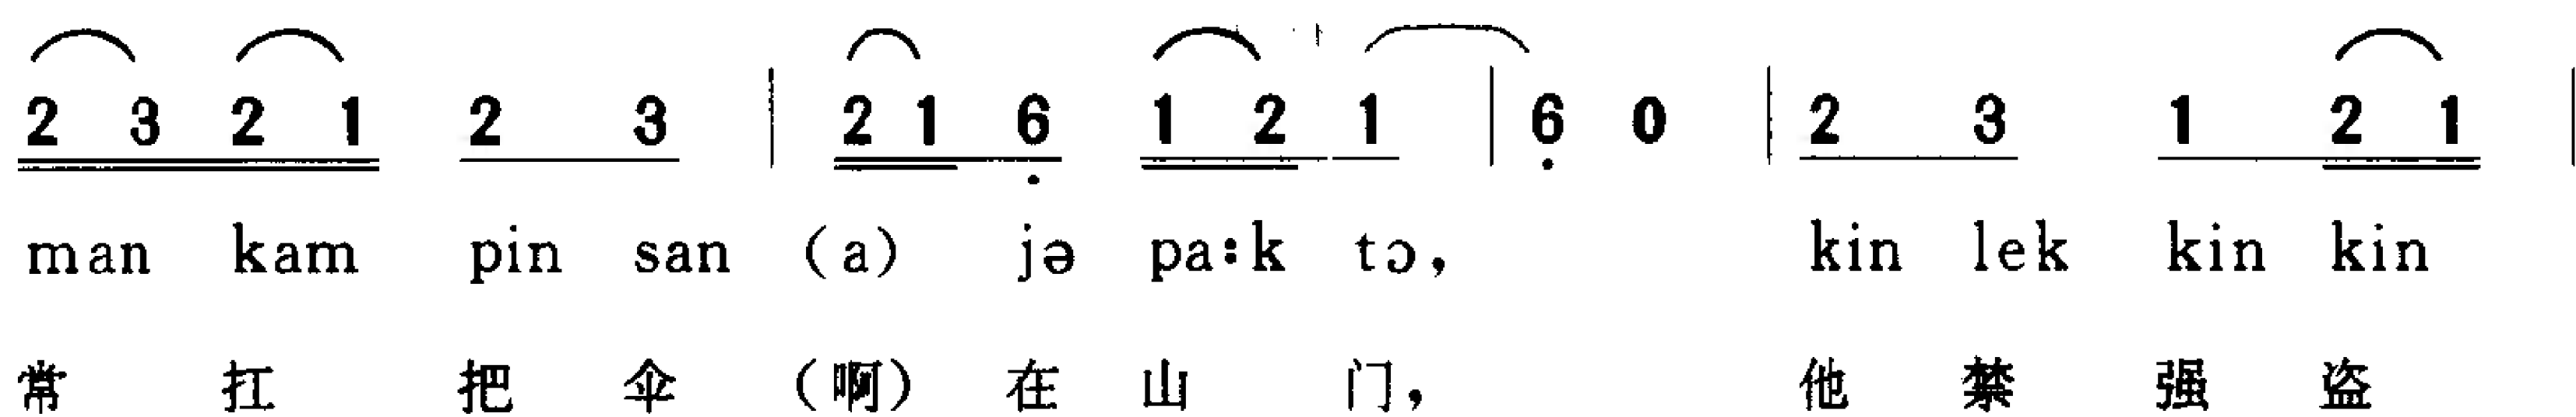 2 3 2 1 2 3 | 2 1 6̣ 1 2 1 | 6̣ 0 | 2 3 1 2 1 |
man kam pin san (a) jə pa:k tɔ, kin lek kin kin
常 扛 把 伞 (啊) 在 山 门, 他 禁 强 盗